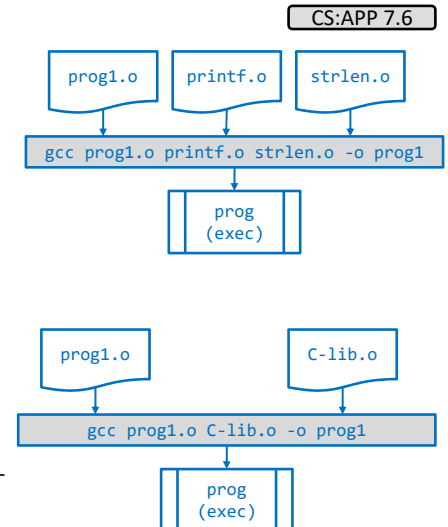 CS:APP 7.6
prog1.o
printf.o
strlen.o
gcc prog1.o printf.o strlen.o -o prog1
prog
(exec)
prog1.o
C-lib.o
gcc prog1.o C-lib.o -o prog1
prog
(exec)